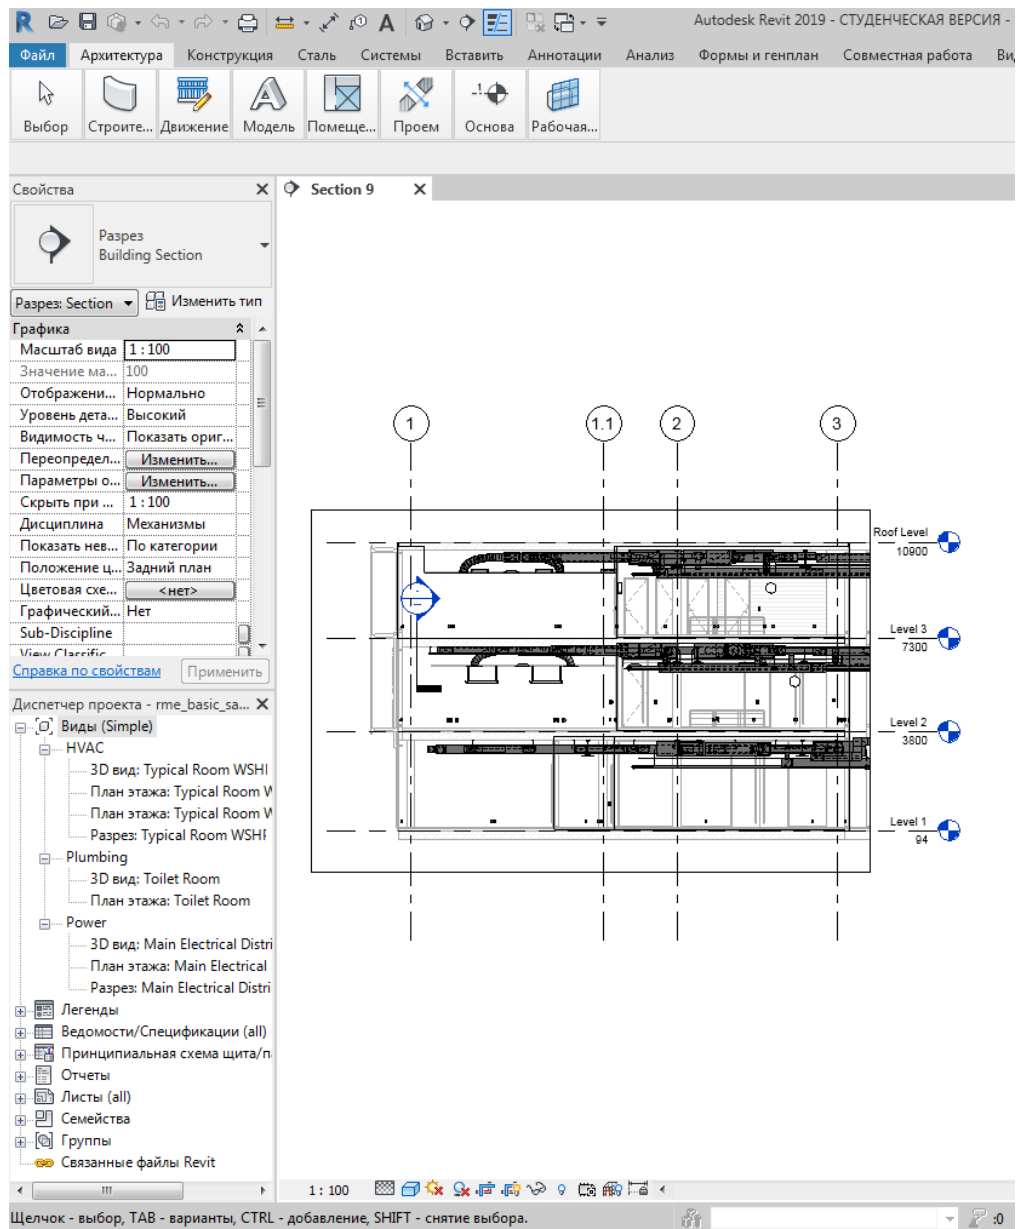 Autodesk Revit 2019 - СТУДЕНЧЕСКАЯ ВЕРСИЯ -
Файл Архитектура Конструкция Сталь Системы Вставить Аннотации Анализ Формы и генплан Совместная работа Ви
Выбор Строите... Движение Модель Помеще... Проем Основа Рабочая...
Свойства
Section 9
Разрез
Building Section
Разрез: Section Изменить тип
Графика
Масштаб вида 1 : 100
Значение ма... 100
Отображени... Нормально
Уровень дета... Высокий
Видимость ч... Показать ориг...
Переопредел... Изменить...
Параметры о... Изменить...
Скрыть при ... 1 : 100
Дисциплина Механизмы
Показать нев... По категории
Положение ц... Задний план
Цветовая схе... <нет>
Графический... Нет
Sub-Discipline
View Classific
Справка по свойствам Применить
Диспетчер проекта - rme_basic_sa...
Виды (Simple)
HVAC
3D вид: Typical Room WSHI
План этажа: Typical Room W
План этажа: Typical Room W
Разрез: Typical Room WSHF
Plumbing
3D вид: Toilet Room
План этажа: Toilet Room
Power
3D вид: Main Electrical Distri
План этажа: Main Electrical
Разрез: Main Electrical Distri
Легенды
Ведомости/Спецификации (all)
Принципиальная схема щита/п
Отчеты
Листы (all)
Семейства
Группы
Связанные файлы Revit
1 1.1 2 3
Roof Level
10900
Level 3
7300
Level 2
3800
Level 1
94
1 : 100
Щелчок - выбор, TAB - варианты, CTRL - добавление, SHIFT - снятие выбора.
:0